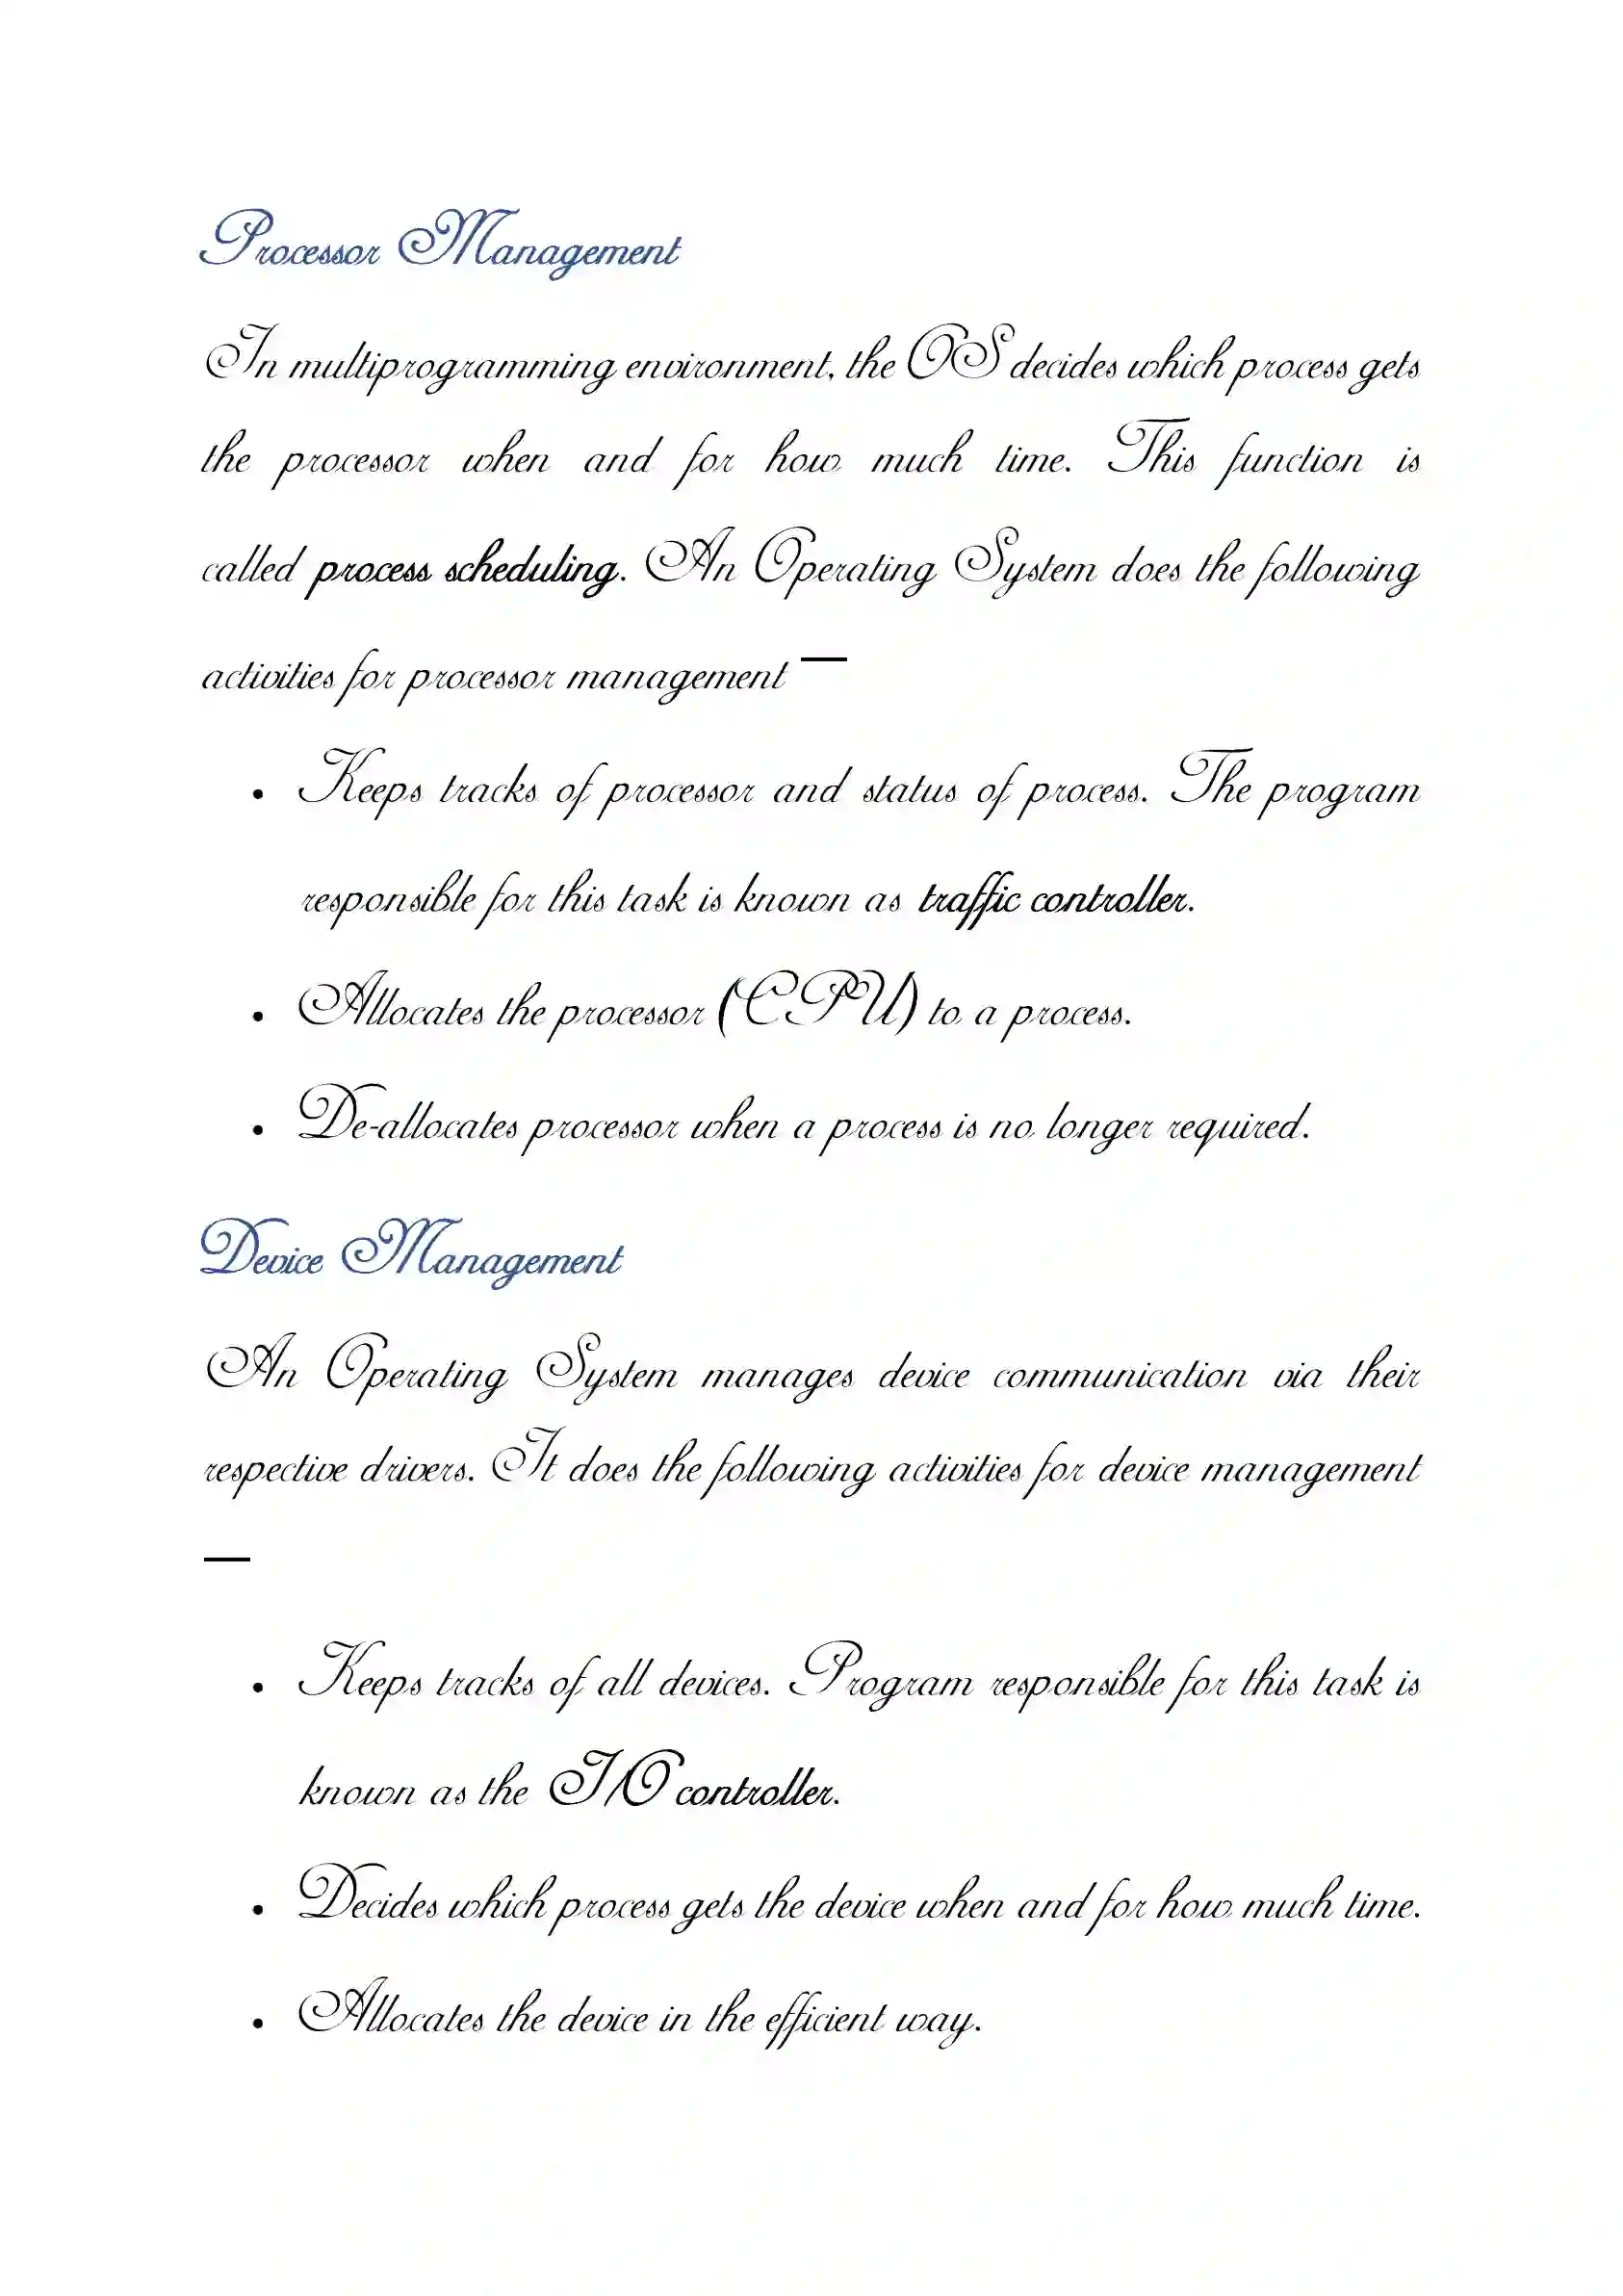 Processor Management
In multiprogramming environment, the OS decides which process gets
the processor when and for how much time. This function is
called process scheduling. An Operating System does the following
activities for processor management —
• Keeps tracks of processor and status of process. The program
responsible for this task is known as traffic controller.
• Allocates the processor (CPU) to a process.
• De-allocates processor when a process is no longer required.
Device Management
An Operating System manages device communication via their
respective drivers. It does the following activities for device management
—
• Keeps tracks of all devices. Program responsible for this task is
known as the I/O controller.
• Decides which process gets the device when and for how much time.
• Allocates the device in the efficient way.